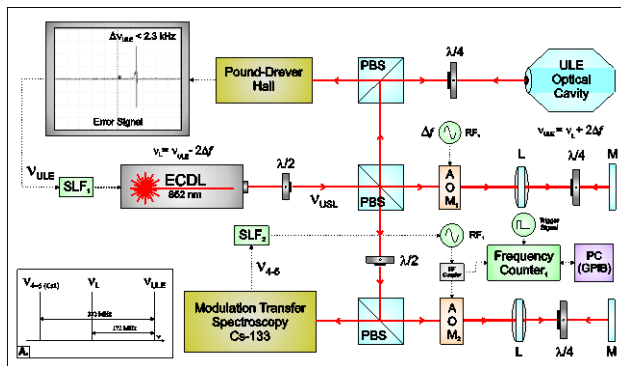 Δν_ULE < 2.3 kHz
Error Signal
Pound-Drever
Hall
PBS
λ/4
ULE
Optical
Cavity
ν_L = ν_ULE - 2Δf
Δf
RF₁
ν_ULE = ν_L + 2Δf
ν_ULE
SLF₁
ECDL
852 nm
λ/2
ν_USL
PBS
A
O
M₁
L
λ/4
M
SLF₂
RF₁
Trigger
Signal
ν₄₋₅
λ/2
RF
Coupler
Frequency
Counter₁
PC
(GPIB)
ν₄₋₅ (Cs)
ν_L
ν_ULE
172 MHz
ν
A.
Modulation Transfer
Spectroscopy
Cs-133
PBS
A
O
M₂
L
λ/4
M